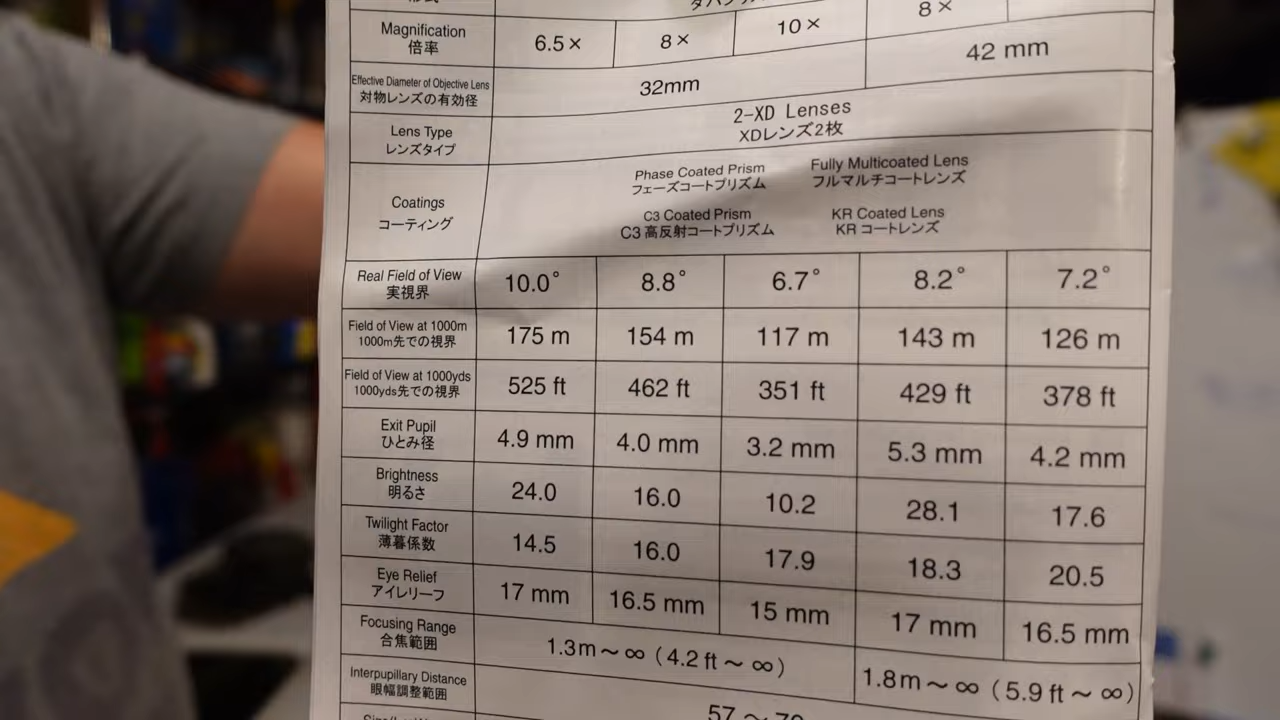 Magnification
倍率
6.5×
8×
10×
8×
Effective Diameter of Objective Lens
対物レンズの有効径
32mm
42 mm
Lens Type
レンズタイプ
2-XD Lenses
XDレンズ2枚
Coatings
コーティング
Phase Coated Prism
フェーズコートプリズム
Fully Multicoated Lens
フルマルチコートレンズ
C3 Coated Prism
C3 高反射コートプリズム
KR Coated Lens
KR コートレンズ
Real Field of View
実視界
10.0° 8.8° 6.7° 8.2° 7.2°
Field of View at 1000m
1000m先での視界
175 m 154 m 117 m 143 m 126 m
Field of View at 1000yds
1000yds先での視界
525 ft 462 ft 351 ft 429 ft 378 ft
Exit Pupil
ひとみ径
4.9 mm 4.0 mm 3.2 mm 5.3 mm 4.2 mm
Brightness
明るさ
24.0 16.0 10.2 28.1 17.6
Twilight Factor
薄暮係数
14.5 16.0 17.9 18.3 20.5
Eye Relief
アイレリーフ
17 mm 16.5 mm 15 mm 17 mm 16.5 mm
Focusing Range
合焦範囲
1.3m～∞ (4.2 ft～∞)
1.8m～∞ (5.9 ft～∞)
Interpupillary Distance
眼幅調整範囲